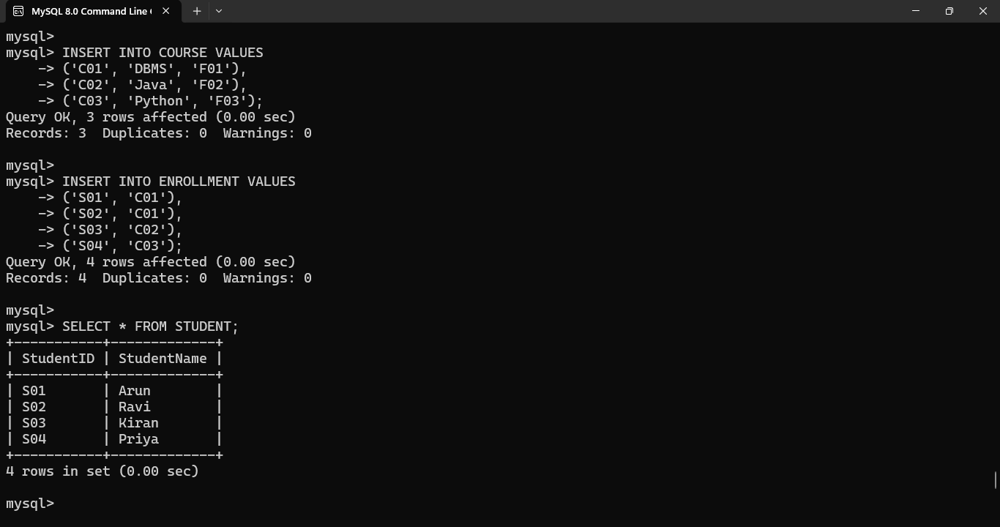 MySQL 8.0 Command Line
mysql>
mysql> INSERT INTO COURSE VALUES
    -> ('C01', 'DBMS', 'F01'),
    -> ('C02', 'Java', 'F02'),
    -> ('C03', 'Python', 'F03');
Query OK, 3 rows affected (0.00 sec)
Records: 3  Duplicates: 0  Warnings: 0

mysql>
mysql> INSERT INTO ENROLLMENT VALUES
    -> ('S01', 'C01'),
    -> ('S02', 'C01'),
    -> ('S03', 'C02'),
    -> ('S04', 'C03');
Query OK, 4 rows affected (0.00 sec)
Records: 4  Duplicates: 0  Warnings: 0

mysql>
mysql> SELECT * FROM STUDENT;
+-----------+-------------+
| StudentID | StudentName |
+-----------+-------------+
| S01       | Arun        |
| S02       | Ravi        |
| S03       | Kiran       |
| S04       | Priya       |
+-----------+-------------+
4 rows in set (0.00 sec)

mysql>